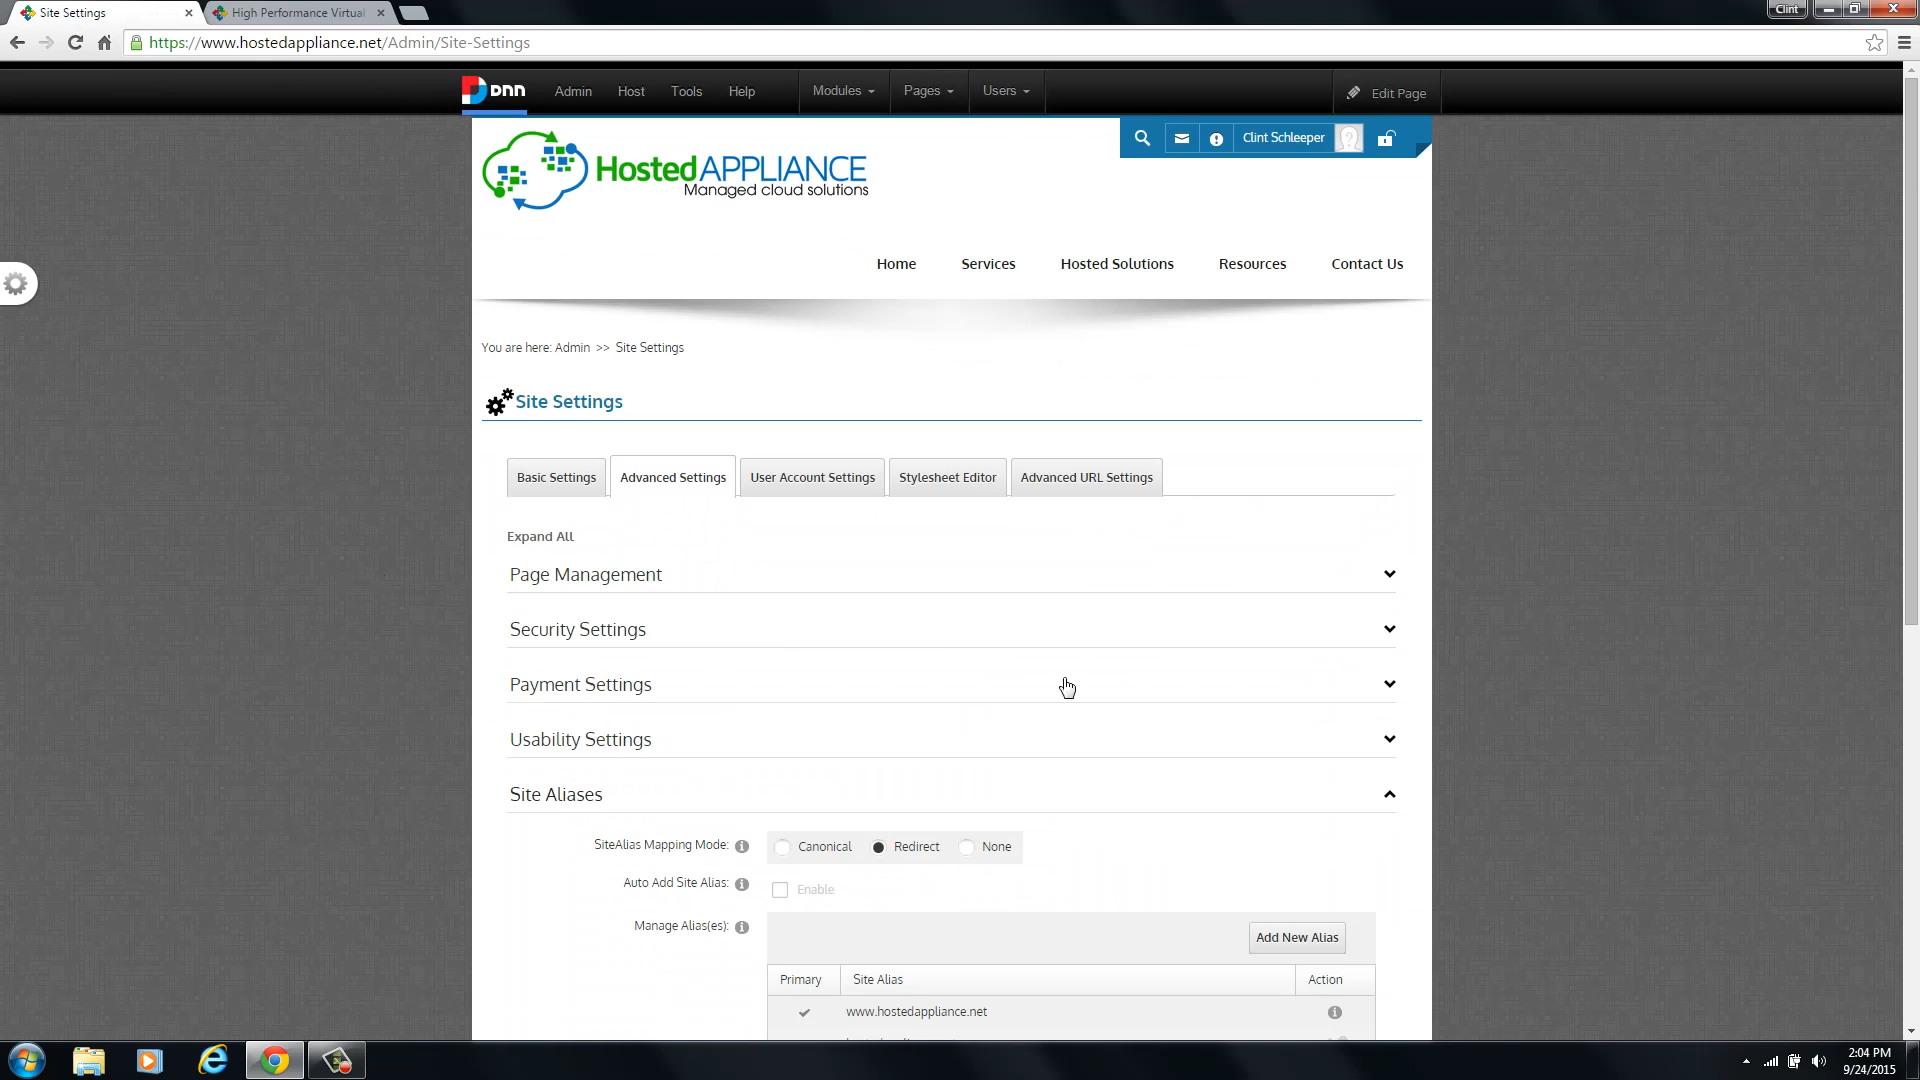 Site Settings
High Performance Virtual
Clint
https://www.hostedappliance.net/Admin/Site-Settings
DNN Admin Host Tools Help Modules Pages Users Edit Page
Clint Schleeper
HostedAPPLIANCE
Managed cloud solutions
Home Services Hosted Solutions Resources Contact Us
You are here: Admin >> Site Settings
Site Settings
Basic Settings Advanced Settings User Account Settings Stylesheet Editor Advanced URL Settings
Expand All
Page Management
Security Settings
Payment Settings
Usability Settings
Site Aliases
SiteAlias Mapping Mode: Canonical Redirect None
Auto Add Site Alias: Enable
Manage Alias(es):
Add New Alias
Primary Site Alias Action
www.hostedappliance.net
2:04 PM
9/24/2015